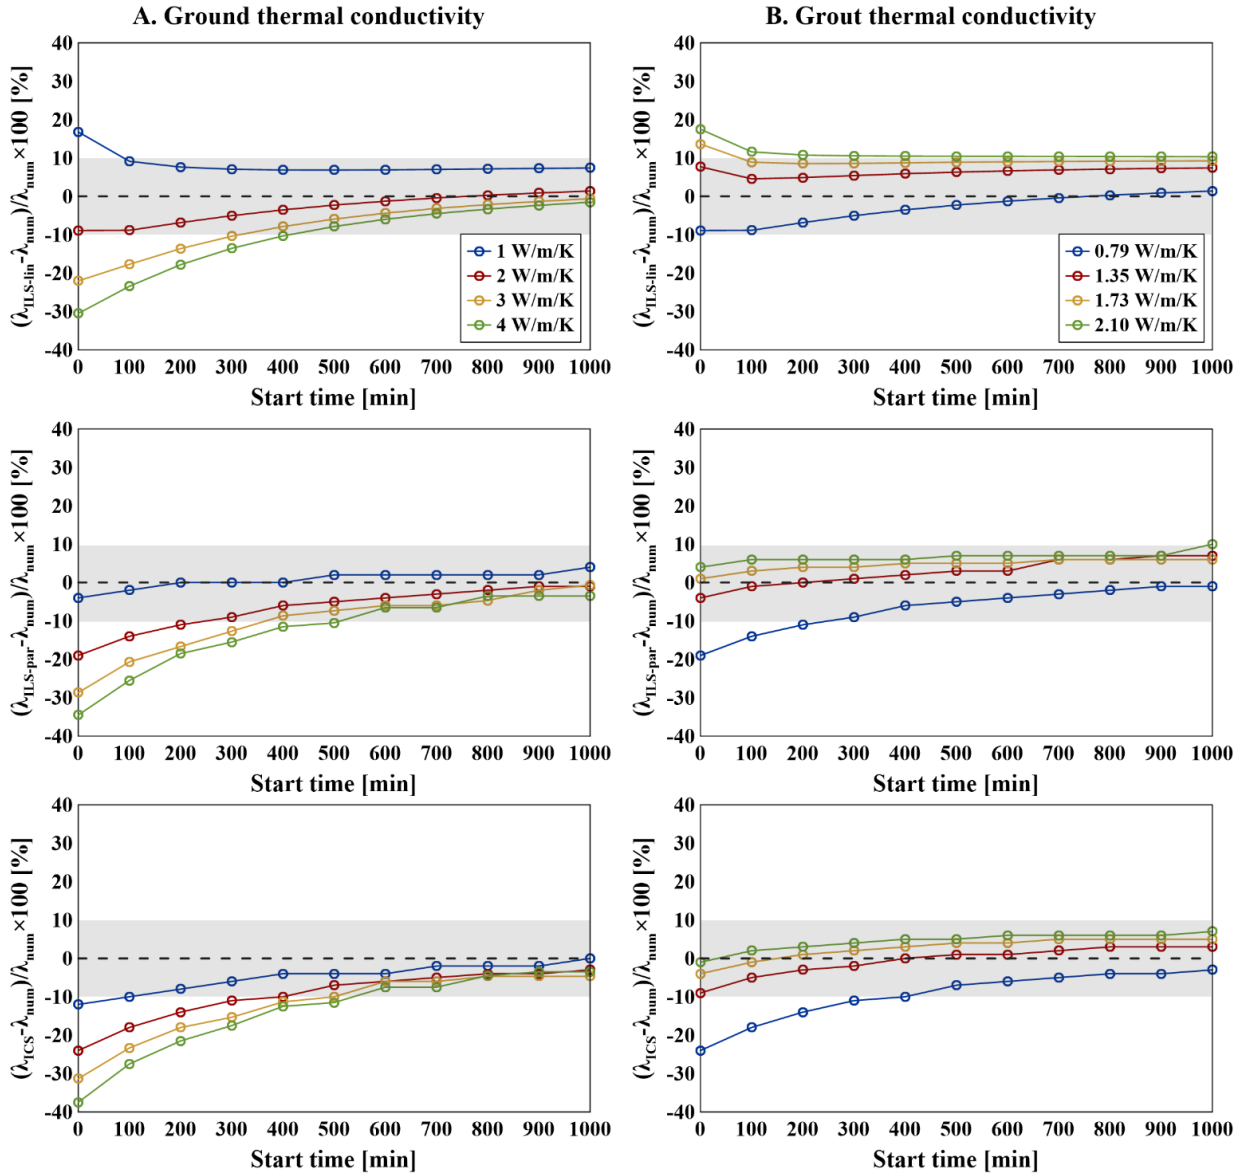 A. Ground thermal conductivity
(λILS-lin-λnum)/λnum×100 [%]
40
30
20
10
0
-10
-20
-30
-40
1 W/m/K
2 W/m/K
3 W/m/K
4 W/m/K
0 100 200 300 400 500 600 700 800 900 1000
Start time [min]
B. Grout thermal conductivity
(λILS-lin-λnum)/λnum×100 [%]
40
30
20
10
0
-10
-20
-30
-40
0.79 W/m/K
1.35 W/m/K
1.73 W/m/K
2.10 W/m/K
0 100 200 300 400 500 600 700 800 900 1000
Start time [min]
(λILS-par-λnum)/λnum×100 [%]
40
30
20
10
0
-10
-20
-30
-40
0 100 200 300 400 500 600 700 800 900 1000
Start time [min]
(λILS-par-λnum)/λnum×100 [%]
40
30
20
10
0
-10
-20
-30
-40
0 100 200 300 400 500 600 700 800 900 1000
Start time [min]
(λICS-λnum)/λnum×100 [%]
40
30
20
10
0
-10
-20
-30
-40
0 100 200 300 400 500 600 700 800 900 1000
Start time [min]
(λICS-λnum)/λnum×100 [%]
40
30
20
10
0
-10
-20
-30
-40
0 100 200 300 400 500 600 700 800 900 1000
Start time [min]